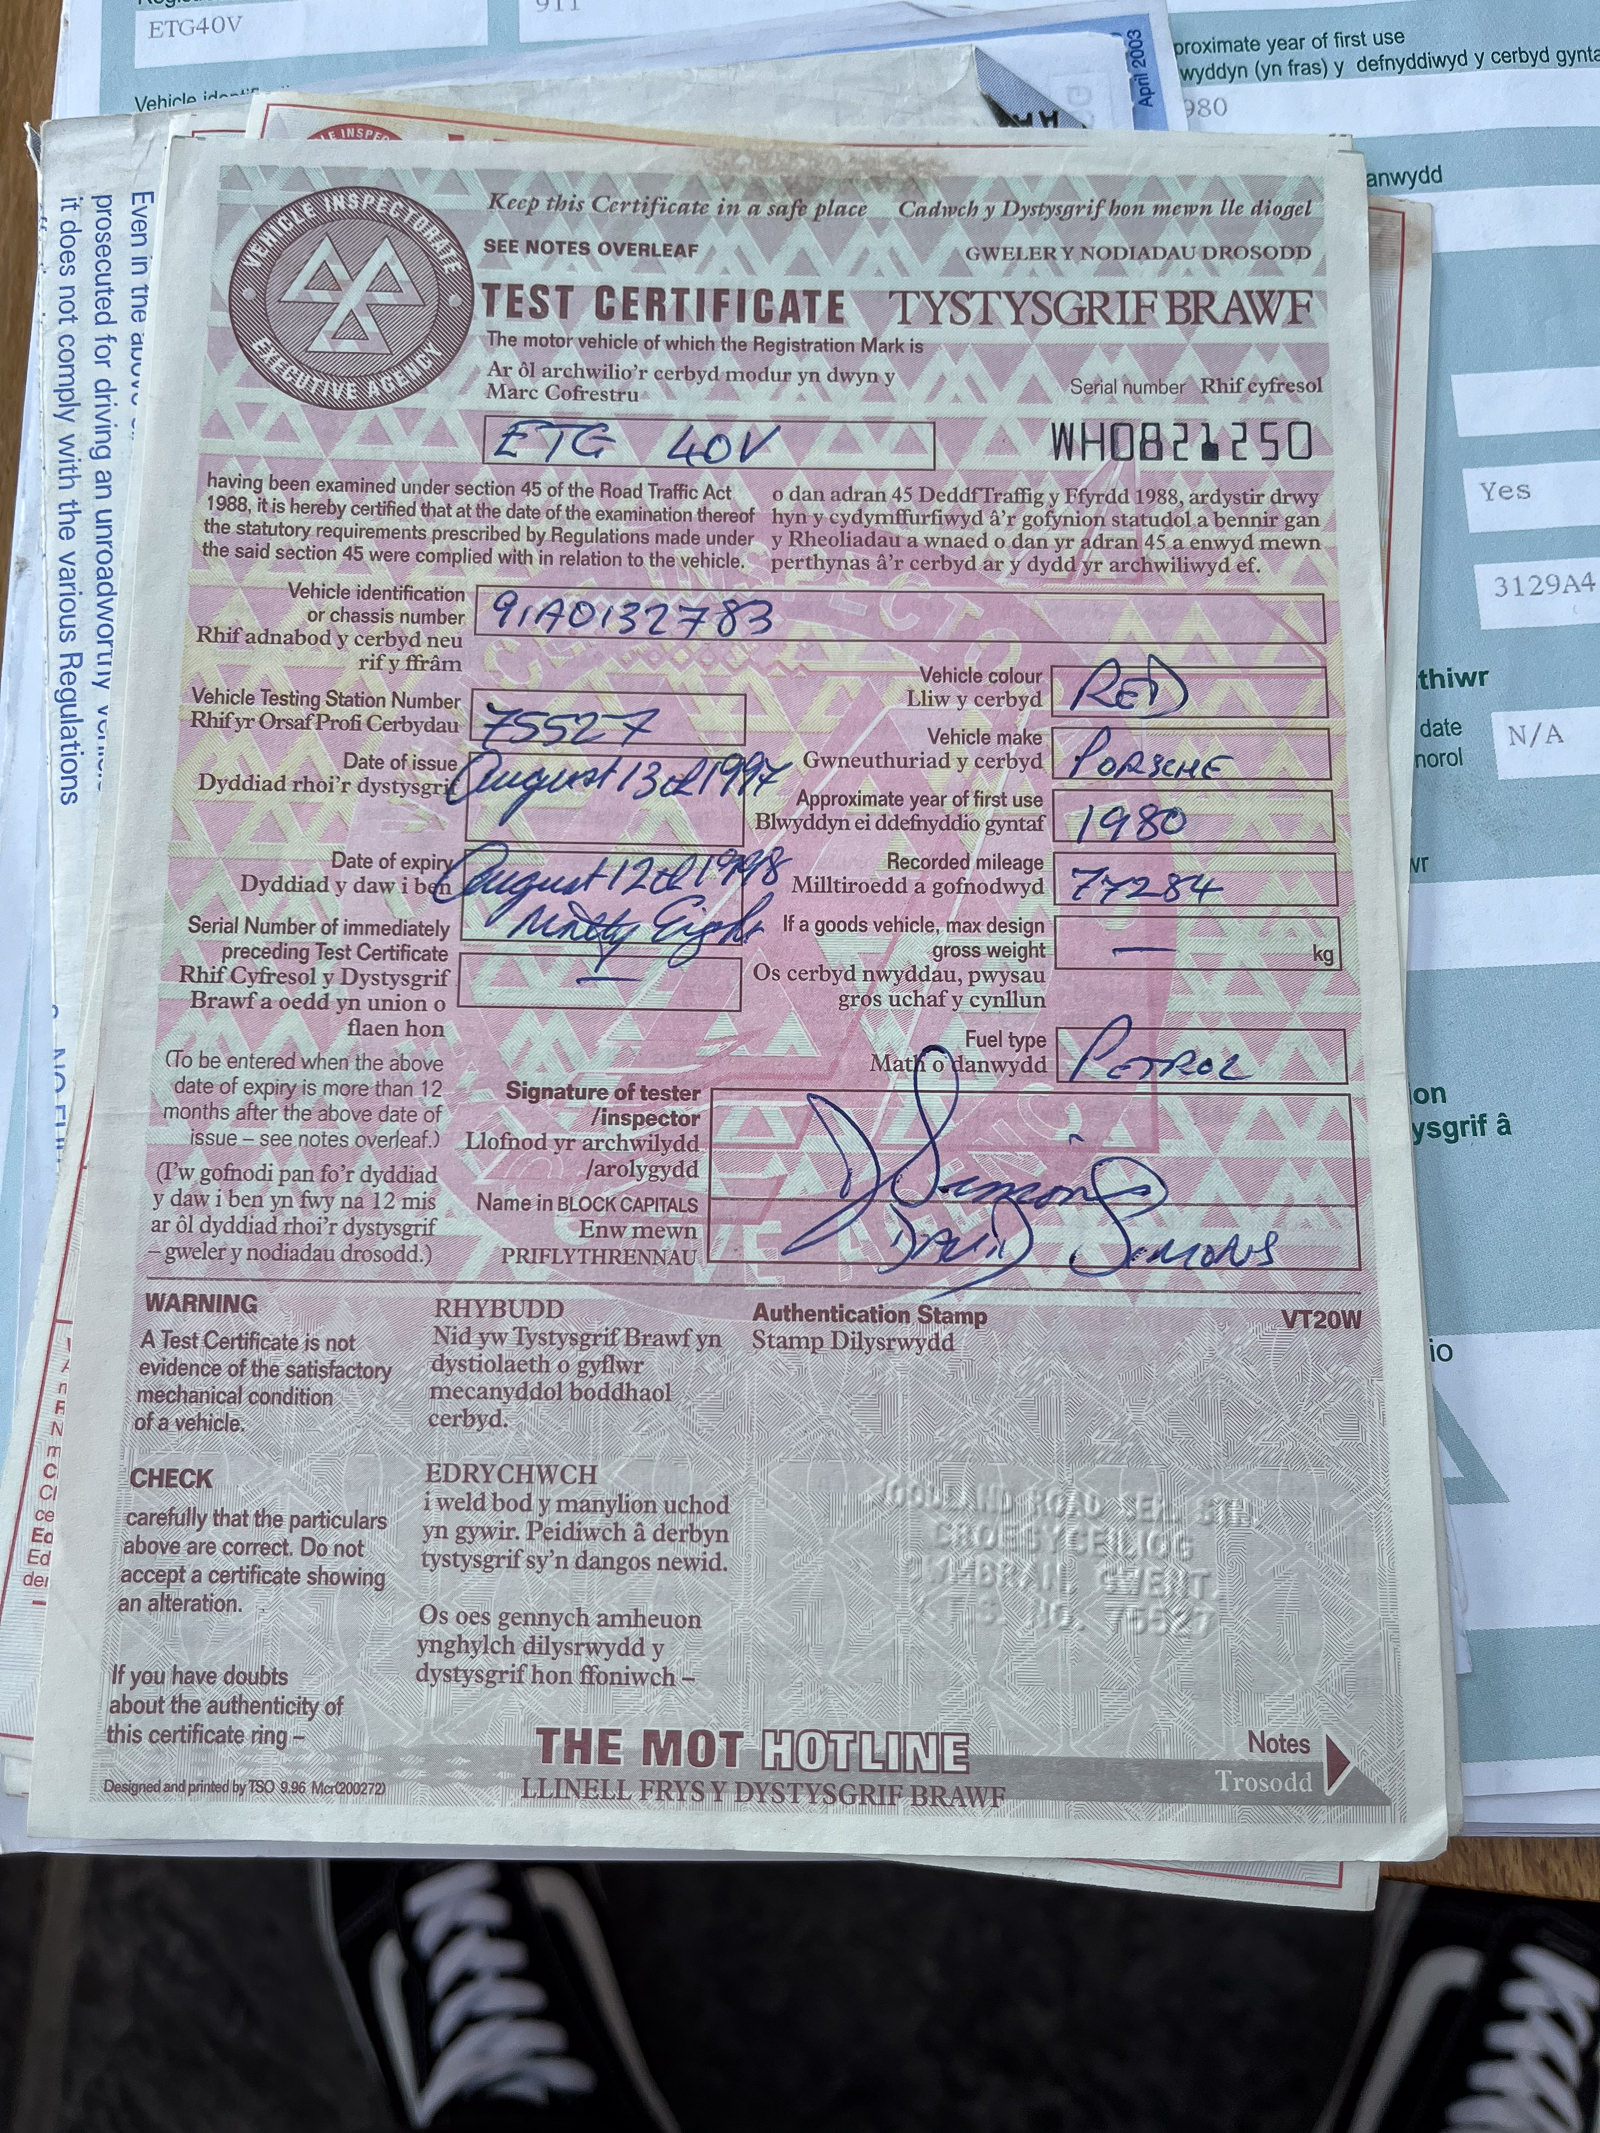 ETG40V
911
April 2003
proximate year of first use
wyddyn (yn fras) y defnyddiwyd y cerbyd gynta
980
anwydd
Yes
3129A4
thiwr
date
norol
N/A
on
ysgrif â
io
Even in the above
prosecuted for driving an unroadworthy
it does not comply with the various Regulations
VEHICLE INSPECTORATE
EXECUTIVE AGENCY
Keep this Certificate in a safe place Cadwch y Dystysgrif hon mewn lle diogel
SEE NOTES OVERLEAF GWELER Y NODIADAU DROSODD
TEST CERTIFICATE TYSTYSGRIF BRAWF
The motor vehicle of which the Registration Mark is
Ar ôl archwilio'r cerbyd modur yn dwyn y
Marc Cofrestru
Serial number Rhif cyfresol
ETG 40V
WH0821250
having been examined under section 45 of the Road Traffic Act
1988, it is hereby certified that at the date of the examination thereof
the statutory requirements prescribed by Regulations made under
the said section 45 were complied with in relation to the vehicle.
o dan adran 45 Deddf Traffig y Ffyrdd 1988, ardystir drwy
hyn y cydymffurfiwyd â'r gofynion statudol a bennir gan
y Rheoliadau a wnaed o dan yr adran 45 a enwyd mewn
perthynas â'r cerbyd ar y dydd yr archwiliwyd ef.
Vehicle identification
or chassis number
Rhif adnabod y cerbyd neu
rif y ffrâm
91A0132783
Vehicle Testing Station Number
Rhif yr Orsaf Profi Cerbydau
75527
Vehicle colour
Lliw y cerbyd
RED
Date of issue
Dyddiad rhoi'r dystysgrif
August 13th 1997
Vehicle make
Gwneuthuriad y cerbyd
PORSCHE
Approximate year of first use
Blwyddyn ei ddefnyddio gyntaf
1980
Date of expiry
Dyddiad y daw i ben
August 12th 1998
Ninety Eight
Recorded mileage
Milltiroedd a gofnodwyd
77284
Serial Number of immediately
preceding Test Certificate
Rhif Cyfresol y Dystysgrif
Brawf a oedd yn union o
flaen hon
—
If a goods vehicle, max design
gross weight
Os cerbyd nwyddau, pwysau
gros uchaf y cynllun
— kg
Fuel type
Math o danwydd
PETROL
(To be entered when the above
date of expiry is more than 12
months after the above date of
issue – see notes overleaf.)
(I'w gofnodi pan fo'r dyddiad
y daw i ben yn fwy na 12 mis
ar ôl dyddiad rhoi'r dystysgrif
– gweler y nodiadau drosodd.)
Signature of tester
/inspector
Llofnod yr archwilydd
/arolygydd
D Simons
Name in BLOCK CAPITALS
Enw mewn
PRIFLYTHRENNAU
DAVID SIMONS
WARNING
A Test Certificate is not
evidence of the satisfactory
mechanical condition
of a vehicle.
RHYBUDD
Nid yw Tystysgrif Brawf yn
dystiolaeth o gyflwr
mecanyddol boddhaol
cerbyd.
Authentication Stamp
Stamp Dilysrwydd
VT20W
CHECK
carefully that the particulars
above are correct. Do not
accept a certificate showing
an alteration.
If you have doubts
about the authenticity of
this certificate ring –
EDRYCHWCH
i weld bod y manylion uchod
yn gywir. Peidiwch â derbyn
tystysgrif sy'n dangos newid.
Os oes gennych amheuon
ynghylch dilysrwydd y
dystysgrif hon ffoniwch –
ROAD SER. STN.
CROESYCEILIOG
CWMBRAN. GWENT.
V.T.S. NO. 75527
THE MOT HOTLINE
LLINELL FRYS Y DYSTYSGRIF BRAWF
Notes
Trosodd
Designed and printed by TSO 9.96 Mcr(200272)